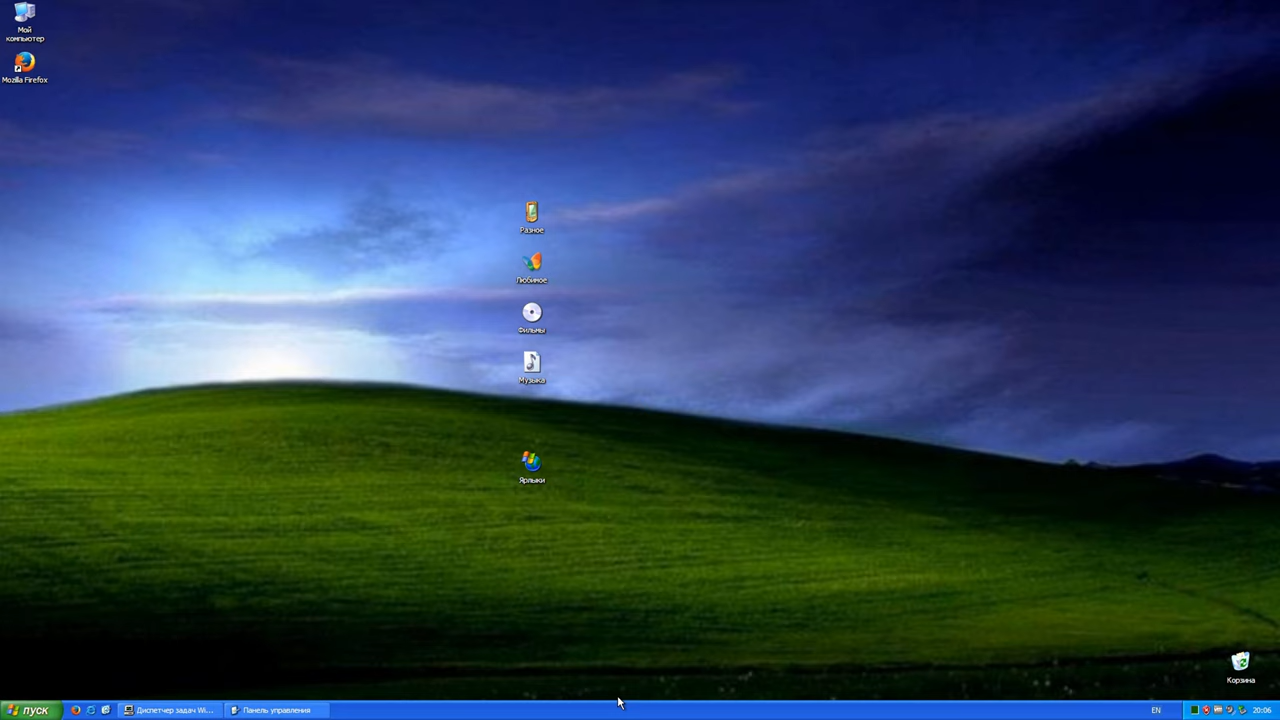 Мой
компьютер
Mozilla Firefox
Разное
Любимое
Фильмы
Музыка
Ярлыки
Корзина
пуск
Диспетчер задач Wi...
Панель управления
EN
20:06